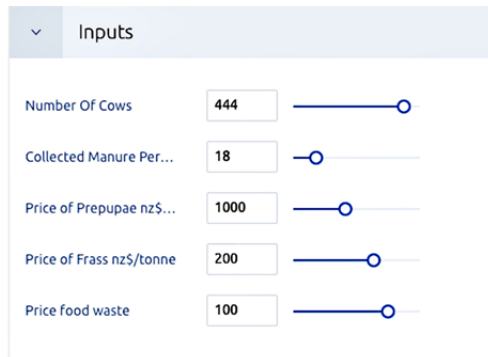 Inputs
Number Of Cows 444
Collected Manure Per... 18
Price of Prepupae nz$... 1000
Price of Frass nz$/tonne 200
Price food waste 100